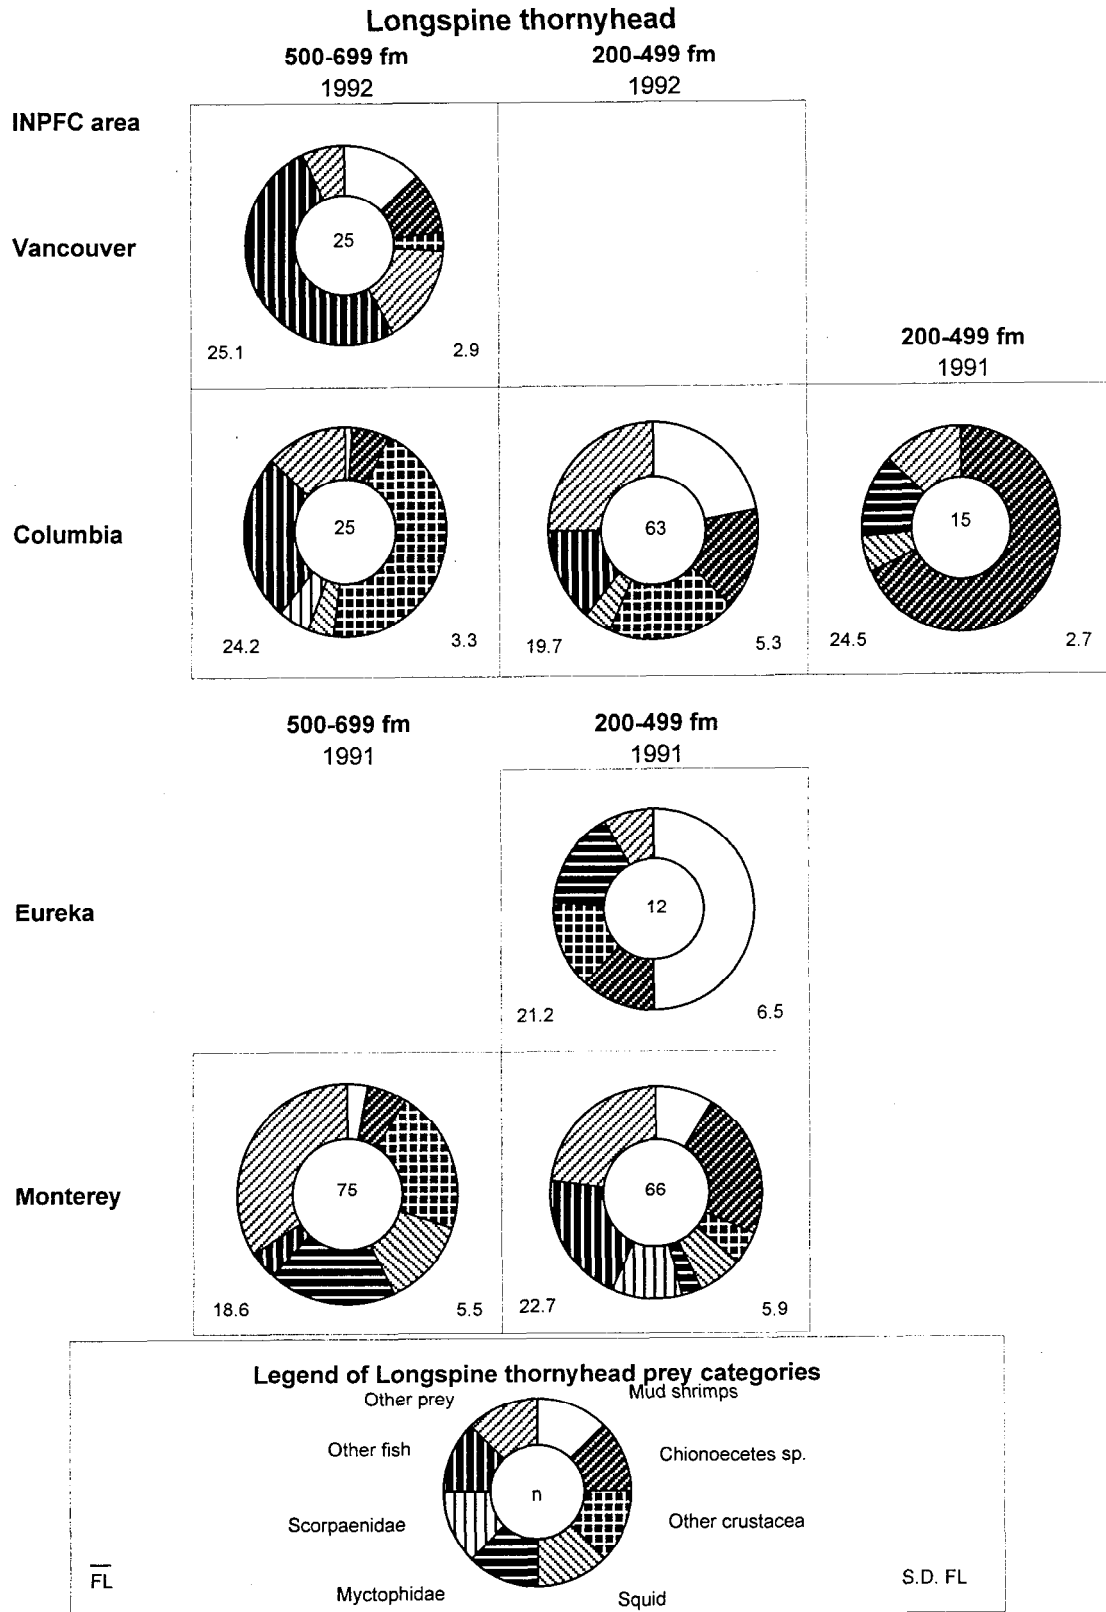 Longspine thornyhead
500-699 fm 200-499 fm
1992 1992
INPFC area
25
Vancouver
25.1 2.9
200-499 fm
1991
25 63 15
Columbia
24.2 3.3 19.7 5.3 24.5 2.7
500-699 fm 200-499 fm
1991 1991
12
Eureka
21.2 6.5
75 66
Monterey
18.6 5.5 22.7 5.9
Legend of Longspine thornyhead prey categories
Other prey Mud shrimps
Other fish Chionoecetes sp.
n
Scorpaenidae Other crustacea
FL S.D. FL
Myctophidae Squid